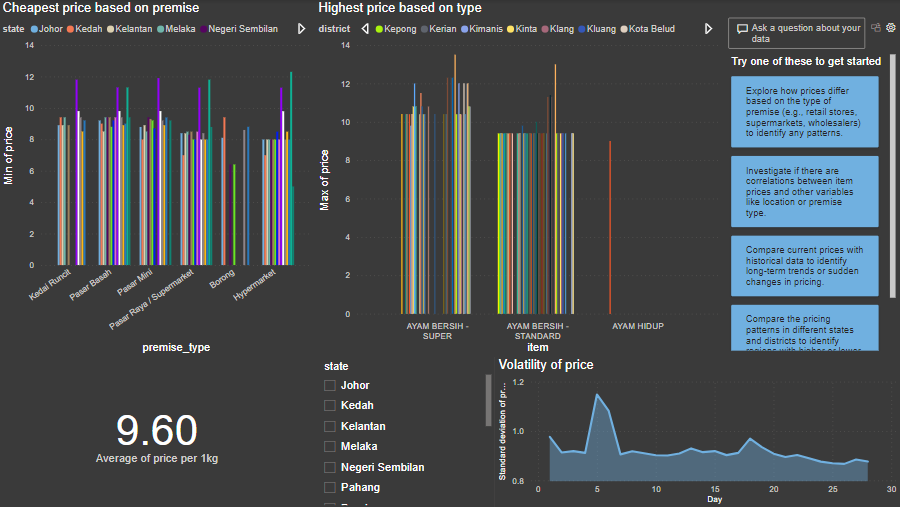 Cheapest price based on premise
state Johor Kedah Kelantan Melaka Negeri Sembilan
14
12
10
8
6
4
2
0
Min of price
Kedai Runcit
Pasar Basah
Pasar Mini
Pasar Raya / Supermarket
Borong
Hypermarket
premise_type
Highest price based on type
district Kepong Kerian Kimanis Kinta Klang Kluang Kota Belud
14
12
10
8
6
4
2
0
Max of price
AYAM BERSIH -
SUPER
AYAM BERSIH -
STANDARD
AYAM HIDUP
item
Ask a question about your
data
Try one of these to get started
Explore how prices differ
based on the type of
premise (e.g., retail stores,
supermarkets, wholesalers)
to identify any patterns.
Investigate if there are
correlations between item
prices and other variables
like location or premise
type.
Compare current prices with
historical data to identify
long-term trends or sudden
changes in pricing.
Compare the pricing
patterns in different states
and districts to identify
9.60
Average of price per 1kg
state
Johor
Kedah
Kelantan
Melaka
Negeri Sembilan
Pahang
Volatility of price
Standard deviation of pr...
1.2
1.0
0.8
0
5
10
15
20
25
30
Day